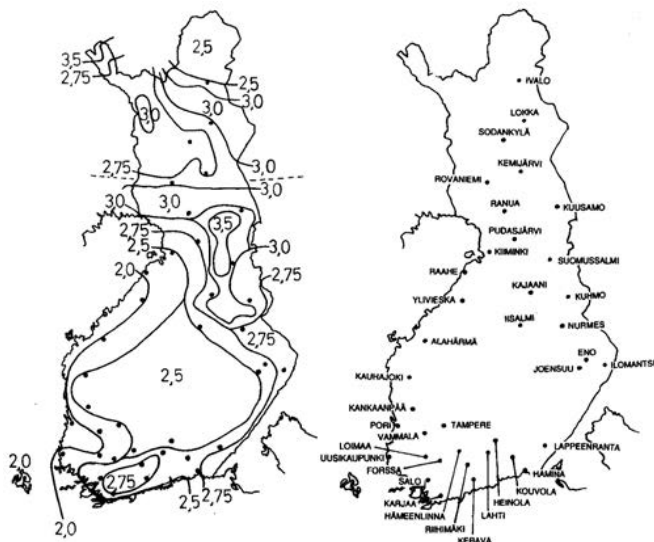 2,5
3,5
2,75
2,5
3,0
3,0
3,0
2,75
3,0
3,0
3,0
2,75
3,5
2,5
3,0
2,0
2,75
2,75
2,5
2,0
2,75
2,0
2,5
2,75
IVALO
LOKKA
SODANKYLÄ
KEMIJÄRVI
ROVANIEMI
RANUA
KUUSAMO
PUDASJÄRVI
KIIMINKI
SUOMUSSALMI
RAAHE
KAJAANI
YLIVIESKA
KUHMO
IISALMI
NURMES
ALAHÄRMÄ
ENO
JOENSUU
ILOMANTSI
KAUHAJOKI
KANKAANPÄÄ
PORI
TAMPERE
VAMMALA
LOIMAA
LAPPEENRANTA
UUSIKAUPUNKI
FORSSA
SALO
HAMINA
KARJAA
KOUVOLA
HÄMEENLINNA
HEINOLA
RIIHIMÄKI
LAHTI
KERAVA